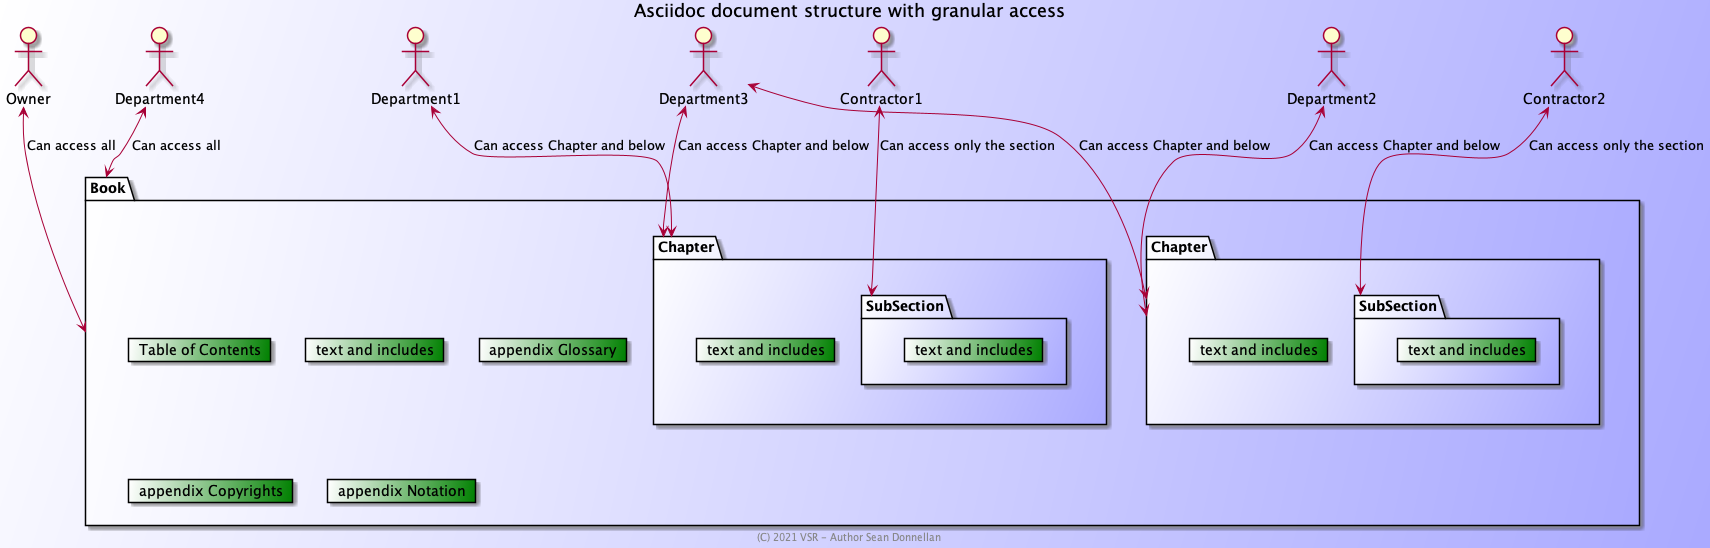 Asciidoc document structure with granular access
Owner
Department4
Department1
Department3
Contractor1
Department2
Contractor2
Can access all
Can access all
Can access Chapter and below
Can access Chapter and below
Can access only the section
Can access Chapter and below
Can access Chapter and below
Can access only the section
Book
Chapter
Chapter
SubSection
SubSection
Table of Contents
text and includes
appendix Glossary
text and includes
text and includes
text and includes
text and includes
appendix Copyrights
appendix Notation
(C) 2021 VSR - Author Sean Donnellan